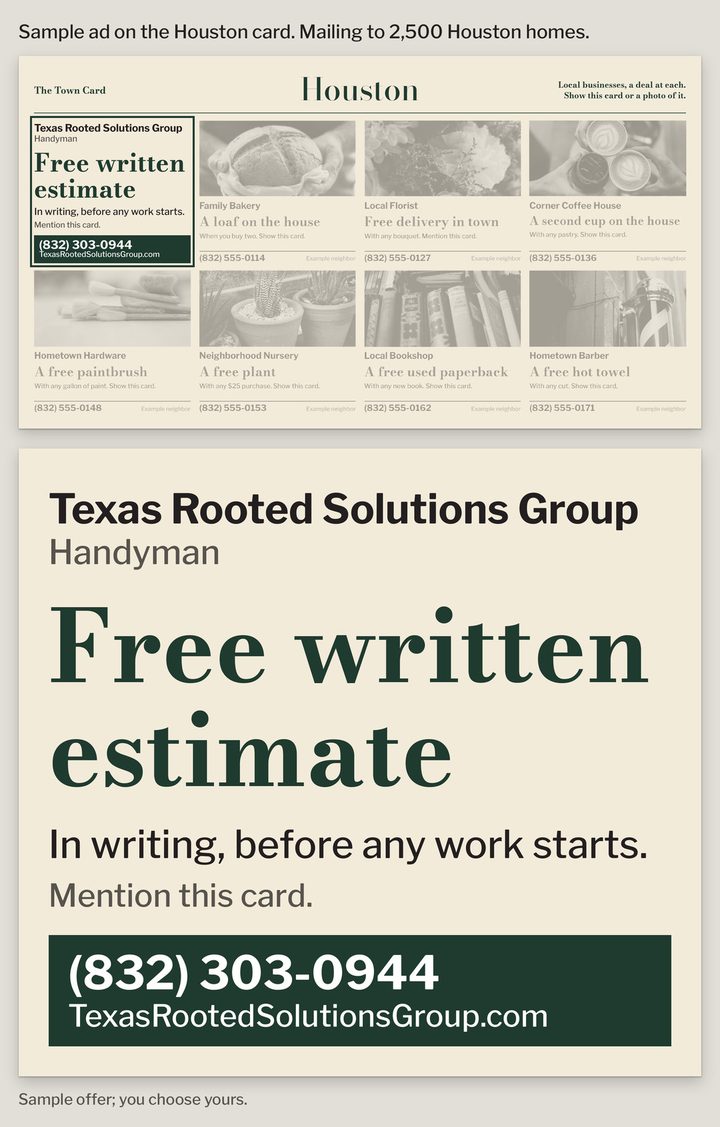 Sample ad on the Houston card. Mailing to 2,500 Houston homes.
The Town Card
Houston
Local businesses, a deal at each.
Show this card or a photo of it.
Texas Rooted Solutions Group
Handyman
Free written
estimate
In writing, before any work starts.
Mention this card.
(832) 303-0944
TexasRootedSolutionsGroup.com
Family Bakery
A loaf on the house
When you buy two. Show this card.
(832) 555-0114
Example neighbor
Local Florist
Free delivery in town
With any bouquet. Mention this card.
(832) 555-0127
Example neighbor
Corner Coffee House
A second cup on the house
With any pastry. Show this card.
(832) 555-0136
Example neighbor
Hometown Hardware
A free paintbrush
With any gallon of paint. Show this card.
(832) 555-0148
Example neighbor
Neighborhood Nursery
A free plant
With any $25 purchase. Show this card.
(832) 555-0153
Example neighbor
Local Bookshop
A free used paperback
With any new book. Show this card.
(832) 555-0162
Example neighbor
Hometown Barber
A free hot towel
With any cut. Show this card.
(832) 555-0171
Example neighbor
Texas Rooted Solutions Group
Handyman
Free written
estimate
In writing, before any work starts.
Mention this card.
(832) 303-0944
TexasRootedSolutionsGroup.com
Sample offer; you choose yours.